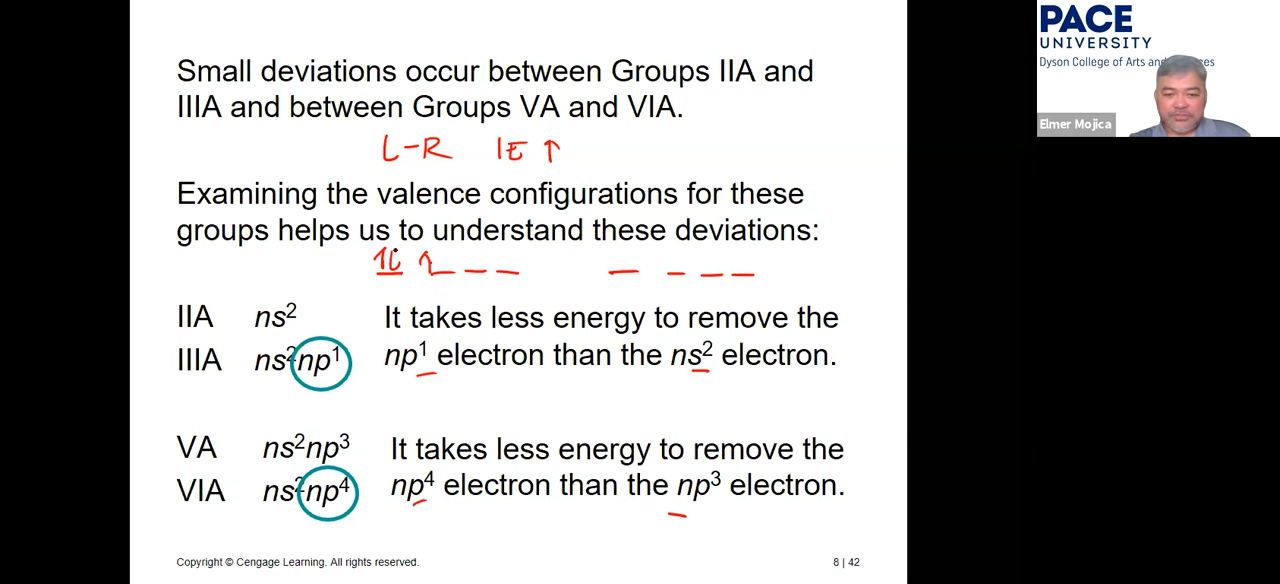 PACE
UNIVERSITY
Dyson College of Arts and
Elmer Mojica
Small deviations occur between Groups IIA and
IIIA and between Groups VA and VIA.
L-R IE ↑
Examining the valence configurations for these
groups helps us to understand these deviations:
IIA ns²
IIIA ns²np¹
It takes less energy to remove the
np¹ electron than the ns² electron.
VA ns²np³
VIA ns²np⁴
It takes less energy to remove the
np⁴ electron than the np³ electron.
Copyright © Cengage Learning. All rights reserved.
8 | 42